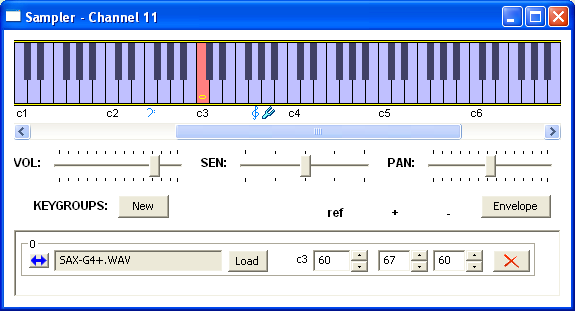 Sampler - Channel 11
c1 c2 c3 c4 c5 c6
VOL: SEN: PAN:
KEYGROUPS: New ref + - Envelope
0
SAX-G4+.WAV Load c3 60 67 60